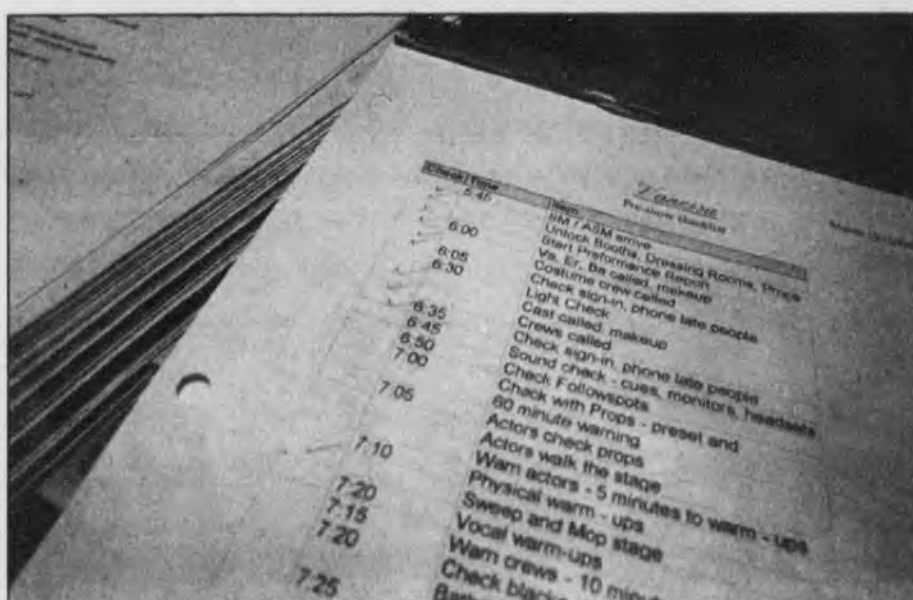 Pre-show checklist
Check Time Item
5:45
6:00
6:05
6:30
6:35
6:45
6:50
7:00
7:05
7:10
7:20
7:15
7:20
7:25
SM / ASM arrive
Unlock Booths, Dressing Rooms, Props
Start Preformance Report
Va, Er, Ba called, makeup
Costume crew called
Check sign-in, phone late people
Light Check
Cast called, makeup
Crews called
Check sign-in, phone late people
Sound check - cues, monitors, headsets
Check Followspots
Check with Props - preset and
60 minute warning
Actors check props
Actors walk the stage
Warn actors - 5 minutes to warm - ups
Physical warm - ups
Sweep and Mop stage
Vocal warm-ups
Warn crews - 10
Check